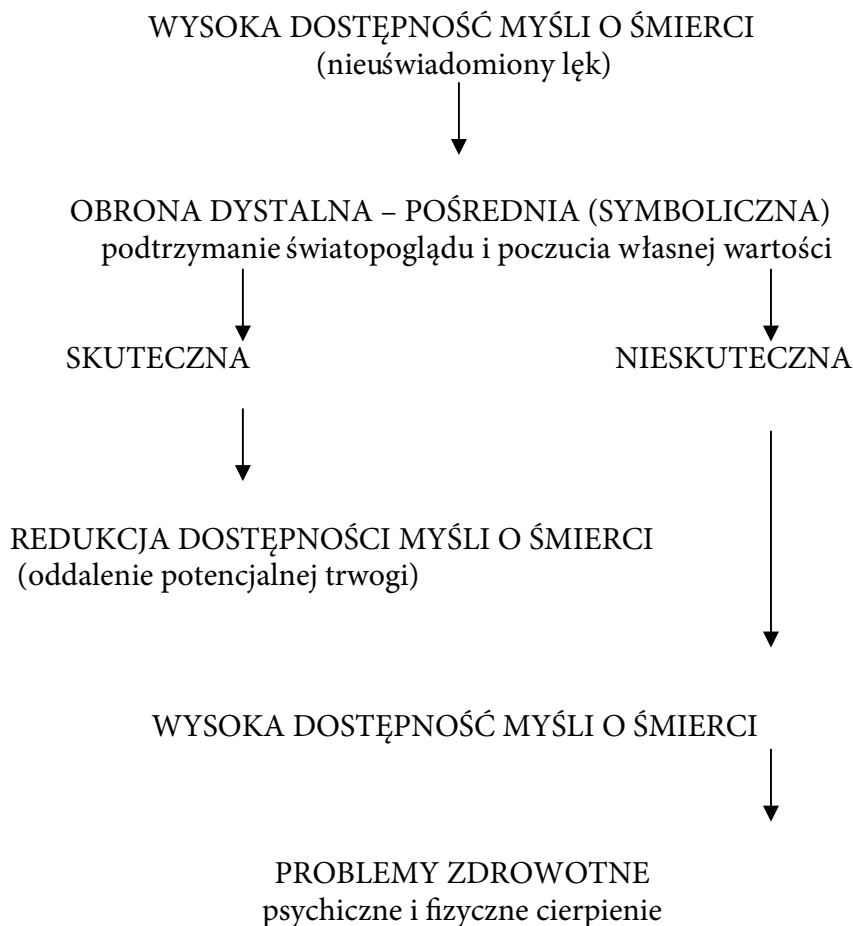 WYSOKA DOSTĘPNOŚĆ MYŚLI O ŚMIERCI
(nieuświadomiony lęk)
OBRONA DYSTALNA – POŚREDNIA (SYMBOLICZNA)
podtrzymanie światopoglądu i poczucia własnej wartości
SKUTECZNA NIESKUTECZNA
REDUKCJA DOSTĘPNOŚCI MYŚLI O ŚMIERCI
(oddalenie potencjalnej trwogi)
WYSOKA DOSTĘPNOŚĆ MYŚLI O ŚMIERCI
PROBLEMY ZDROWOTNE
psychiczne i fizyczne cierpienie